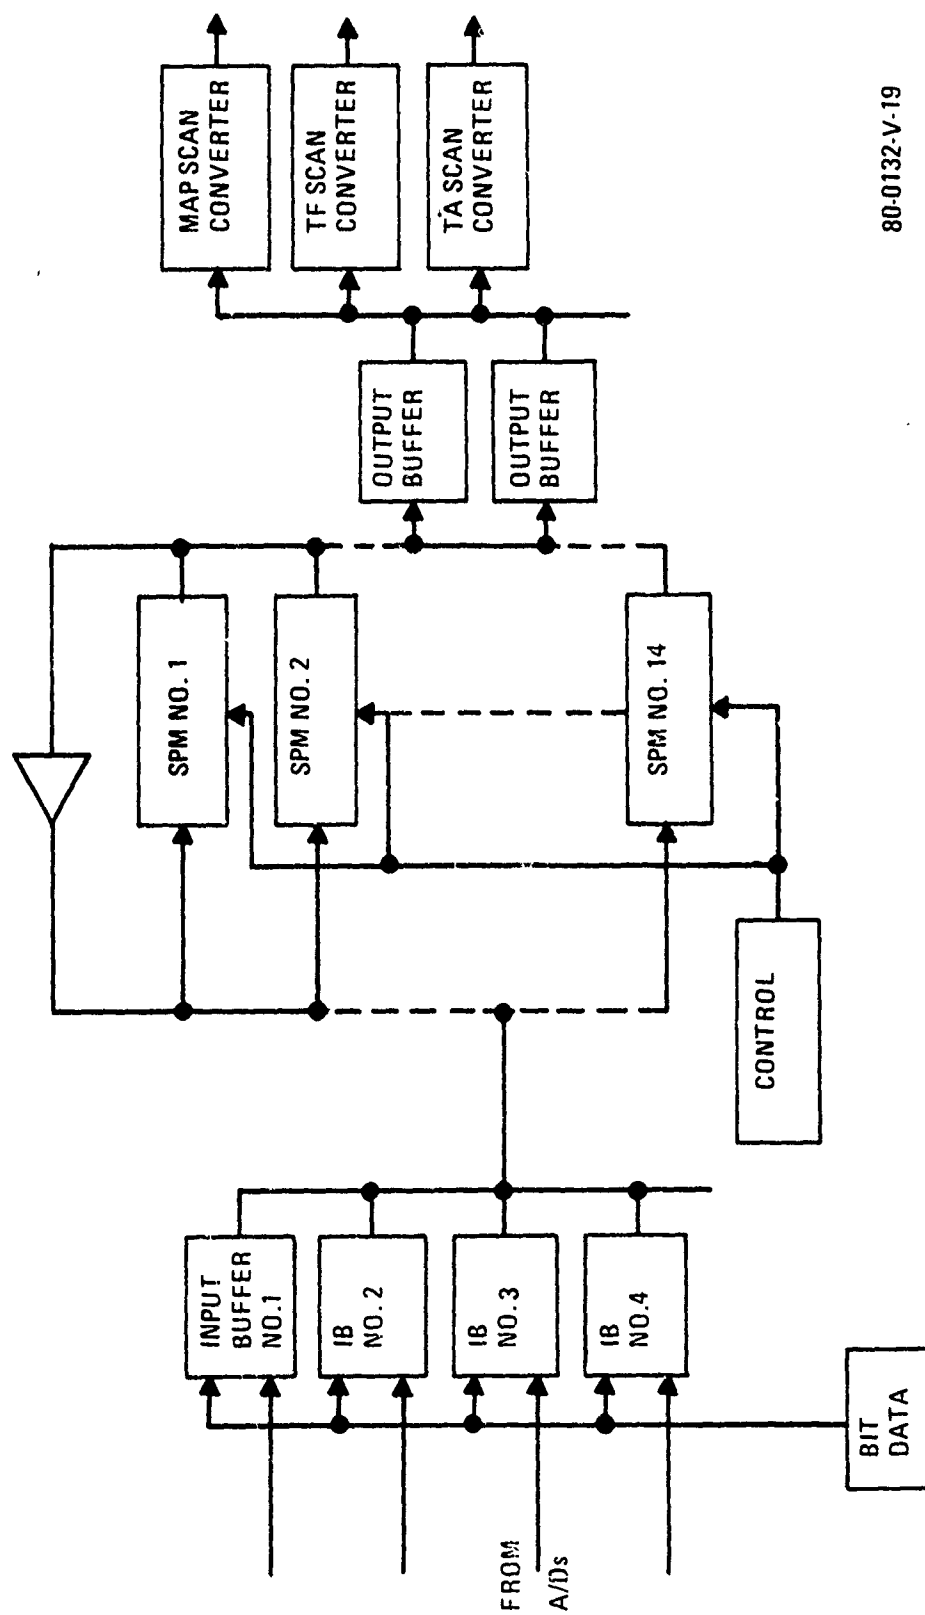 FROM
A/Ds
INPUT
BUFFER
NO.1
IB
NO.2
IB
NO.3
IB
NO.4
BIT
DATA
CONTROL
SPM NO. 1
SPM NO. 2
SPM NO. 14
OUTPUT
BUFFER
OUTPUT
BUFFER
MAP SCAN
CONVERTER
TF SCAN
CONVERTER
TA SCAN
CONVERTER
80-0132-V-19